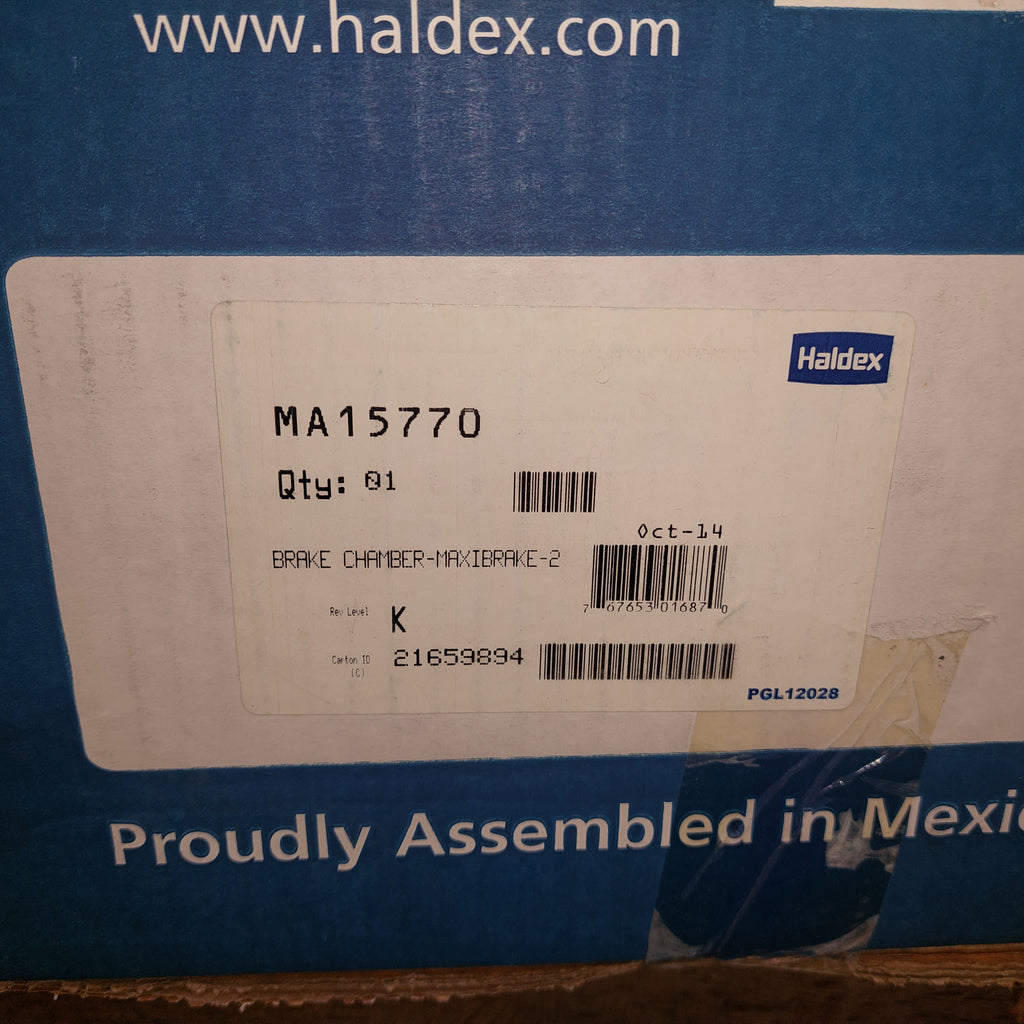 www.haldex.com
Haldex
MA15770
Qty: 01
Oct-14
BRAKE CHAMBER-MAXIBRAKE-2
7 67653 01687 0
Rev Level K
Carton ID 21659894
(C)
PGL12028
Proudly Assembled in Mexic